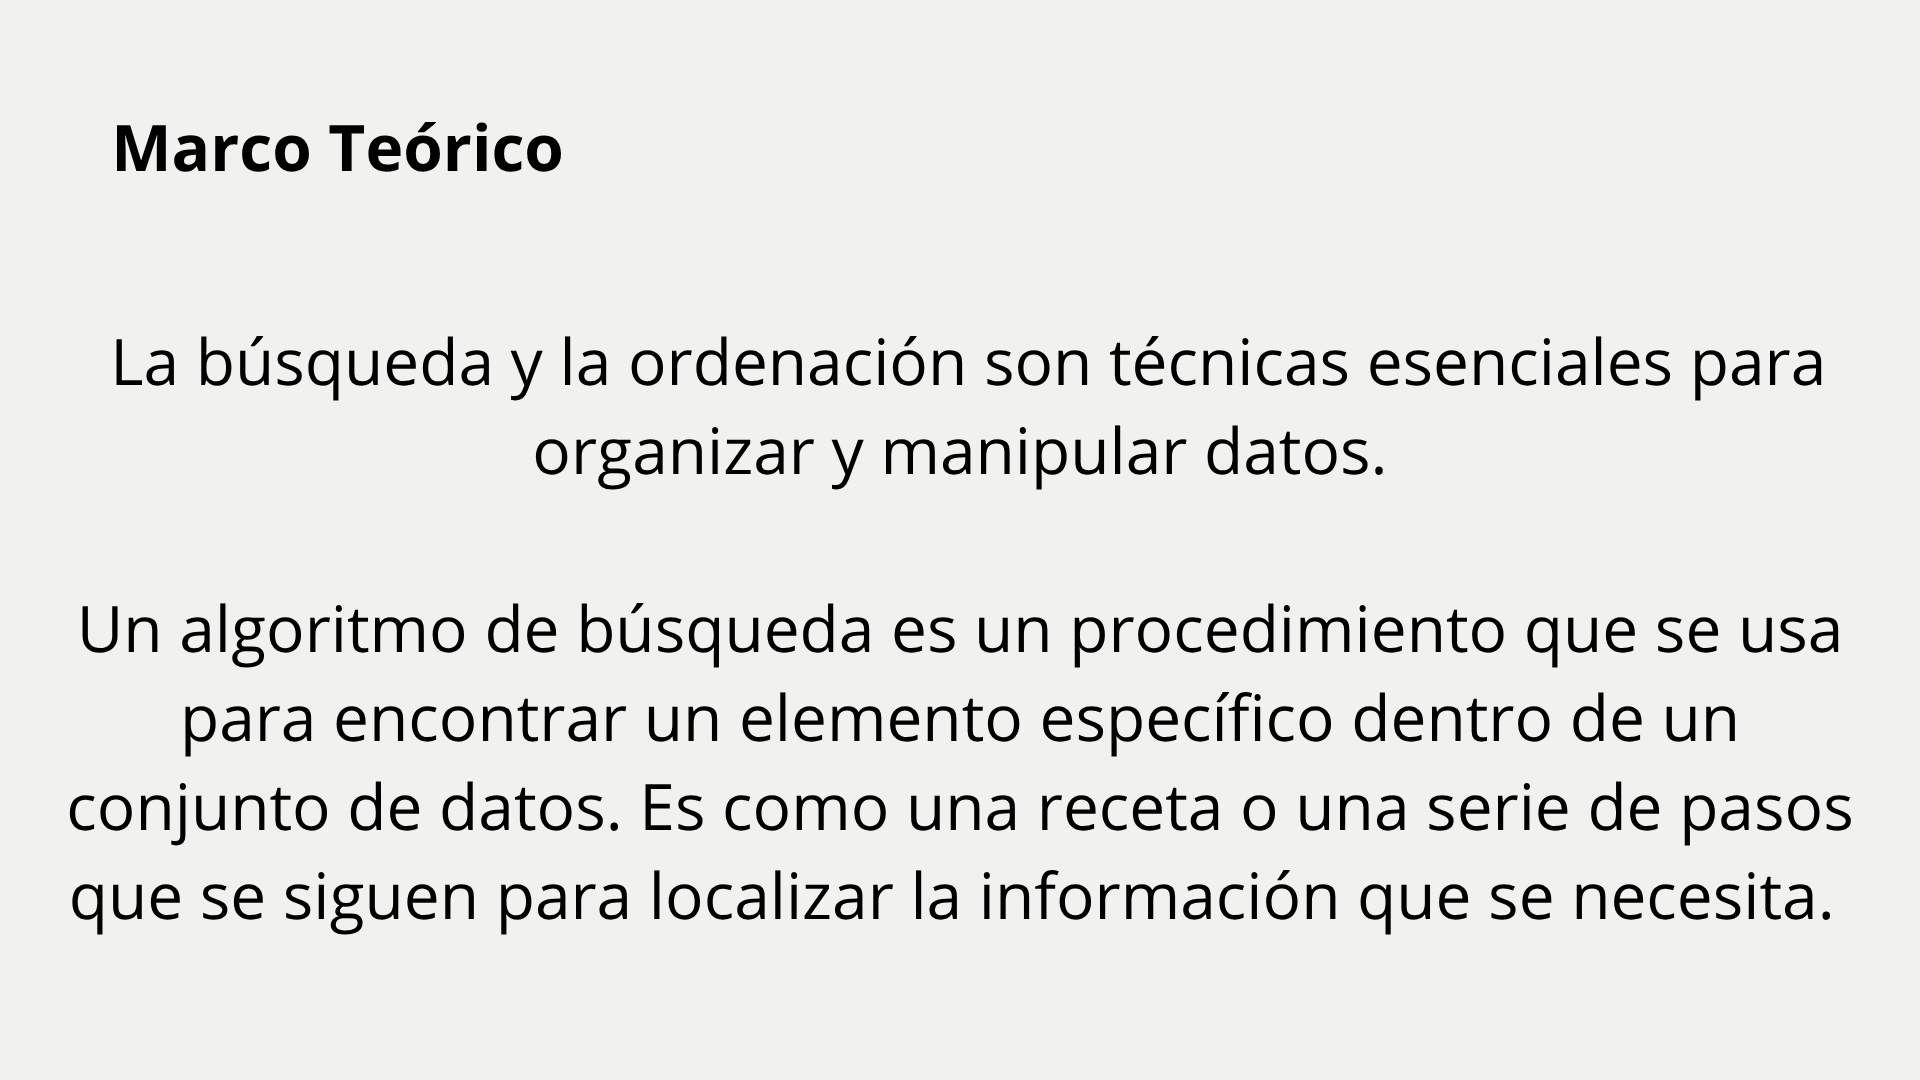 Marco Teórico
La búsqueda y la ordenación son técnicas esenciales para
organizar y manipular datos.
Un algoritmo de búsqueda es un procedimiento que se usa
para encontrar un elemento específico dentro de un
conjunto de datos. Es como una receta o una serie de pasos
que se siguen para localizar la información que se necesita.